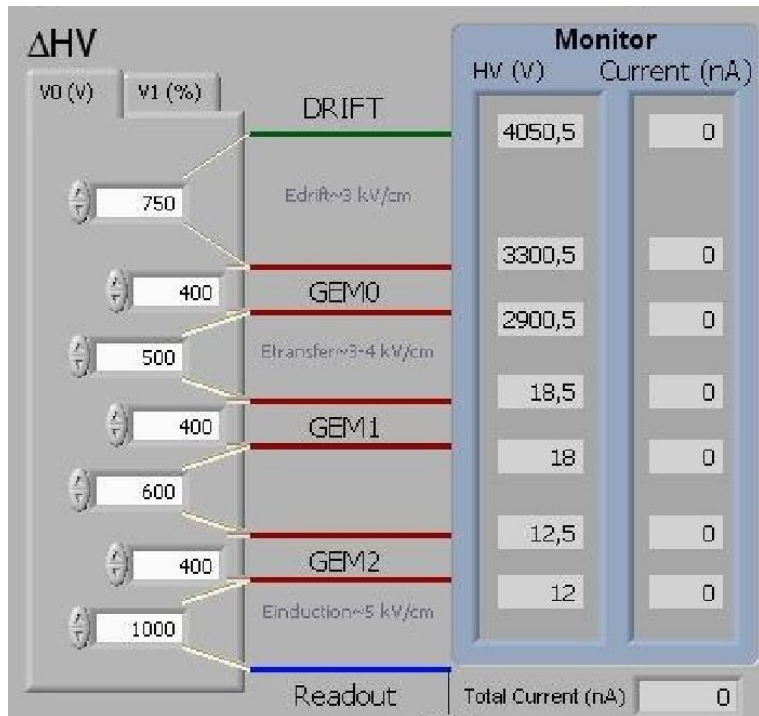 ΔHV
Monitor
HV (V) Current (nA)
V0 (V) V1 (%)
DRIFT
4050,5 0
750 Edrift~3 kV/cm
3300,5 0
400 GEM0
2900,5 0
500 Etransfer~3-4 kV/cm
18,5 0
400 GEM1
18 0
600
12,5 0
400 GEM2
12 0
1000 Einduction~5 kV/cm
Readout Total Current (nA) 0